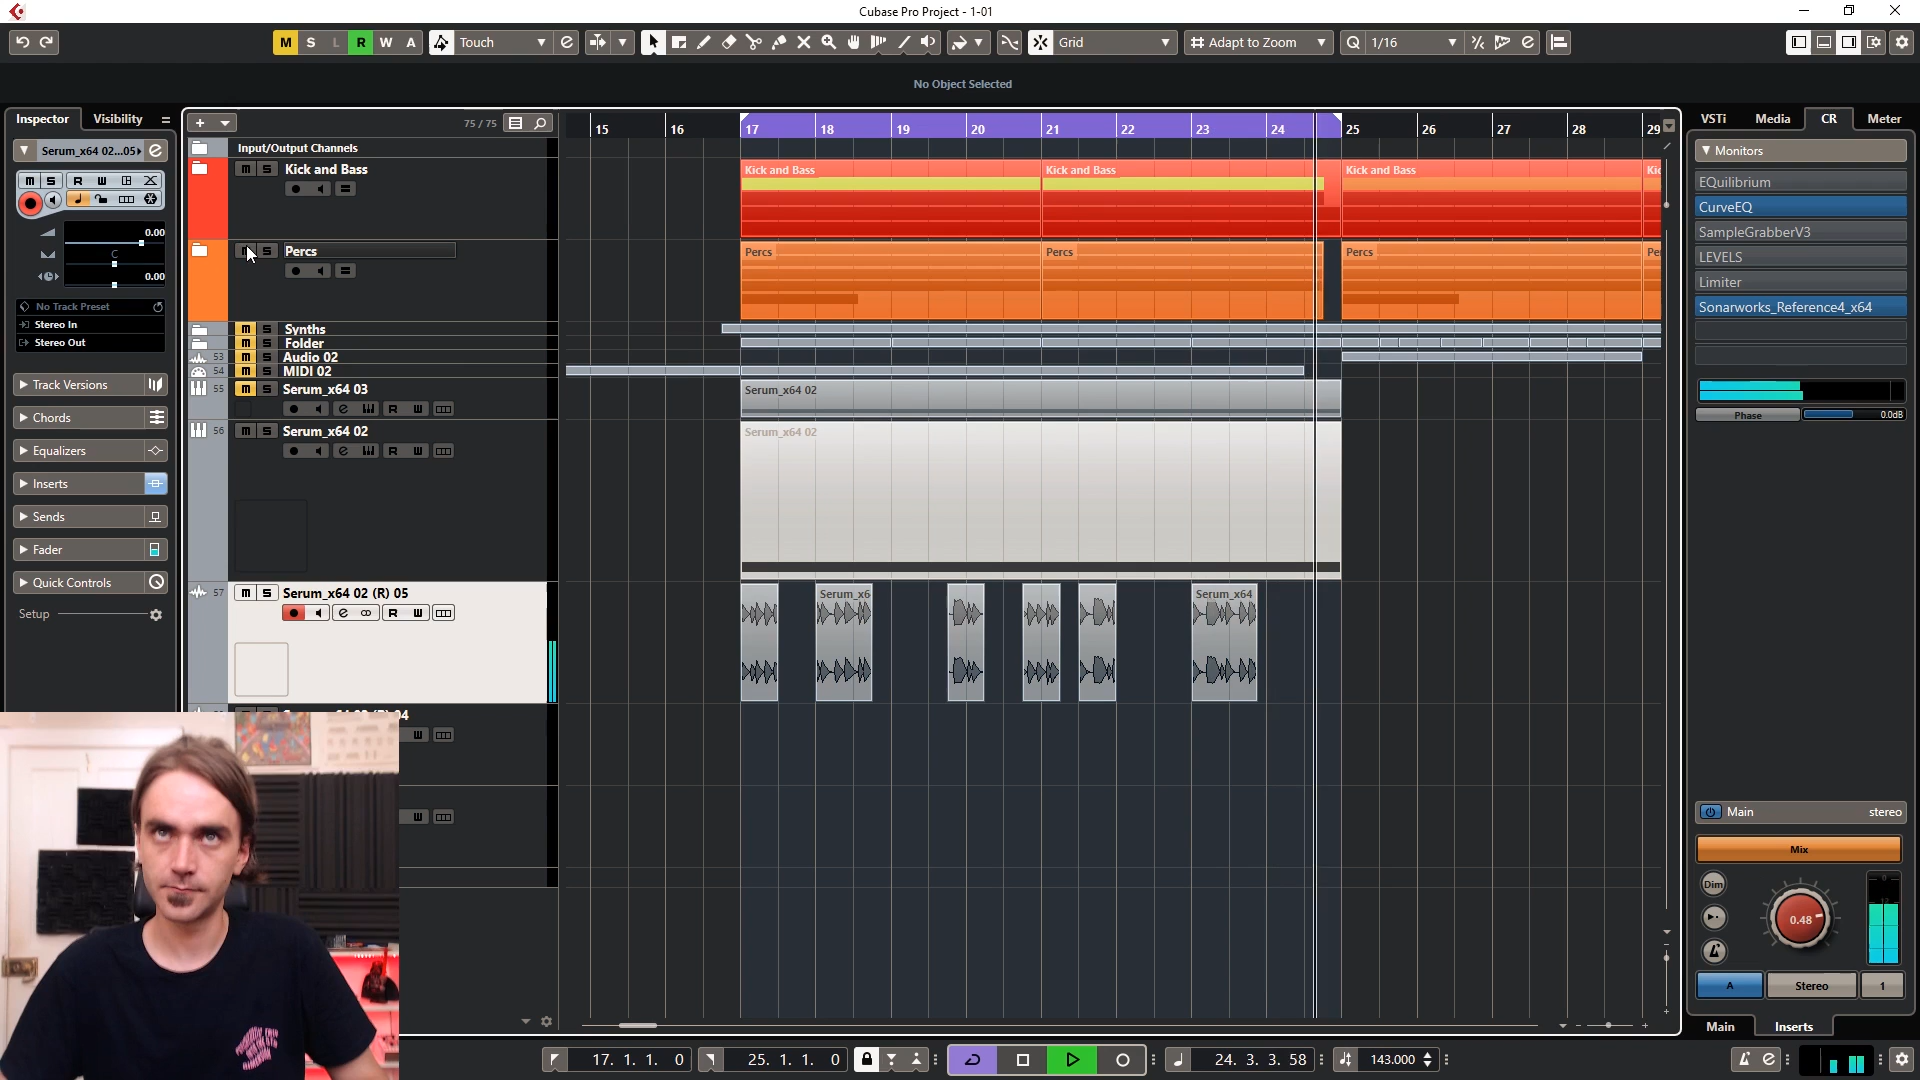 Cubase Pro Project - 1-01
M S L R W A Touch Grid Adapt to Zoom Q 1/16
No Object Selected
Inspector Visibility
75 / 75
15 16 17 18 19 20 21 22 23 24 25 26 27 28 29
VSTi Media CR Meter
Serum_x64 02...05
Input/Output Channels
Monitors
Kick and Bass
Kick and Bass Kick and Bass Kick and Bass Kic
EQuilibrium
CurveEQ
SampleGrabberV3
LEVELS
Limiter
Sonarworks_Reference4_x64
0.00
C
0.00
Percs
Percs Percs Percs Per
No Track Preset
Stereo In
Stereo Out
Synths
Folder
53 Audio 02
54 MIDI 02
55 Serum_x64 03
Serum_x64 02
56 Serum_x64 02
Serum_x64 02
Track Versions
Chords
Equalizers
Inserts
Sends
Fader
Quick Controls
Setup
Phase 0.0dB
57 Serum_x64 02 (R) 05
Serum_x6 Serum_x64
Main stereo
Mix
Dim
0.48
A Stereo 1
Main Inserts
17. 1. 1. 0 25. 1. 1. 0 24. 3. 3. 58 143.000